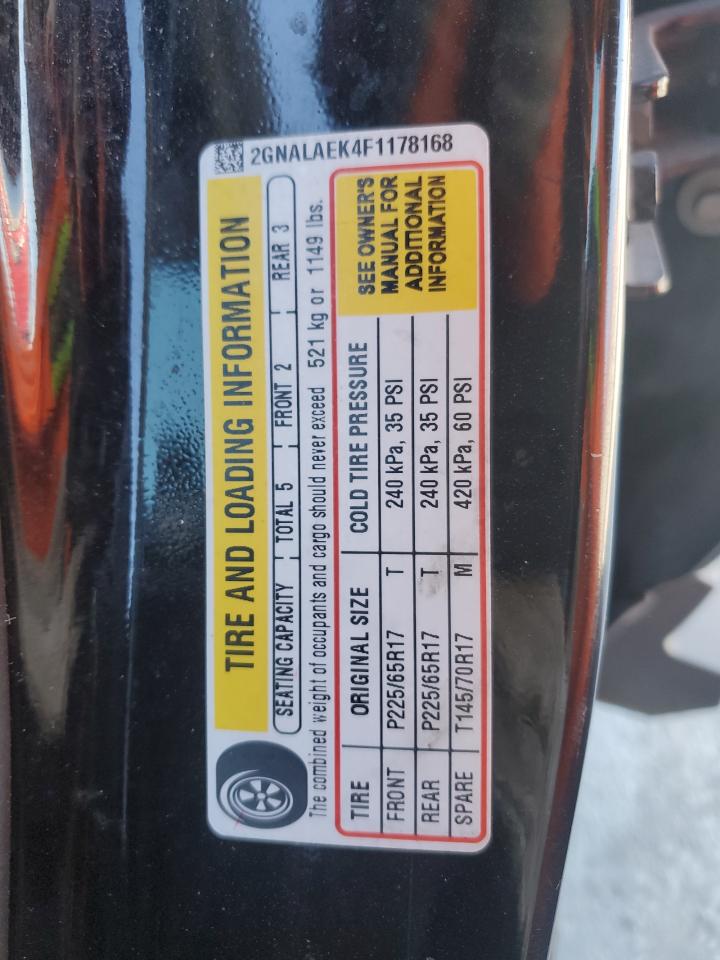 2GNALAEK4F1178168
TIRE AND LOADING INFORMATION
SEATING CAPACITY TOTAL 5 FRONT 2 REAR 3
The combined weight of occupants and cargo should never exceed 521 kg or 1149 lbs.
TIRE ORIGINAL SIZE COLD TIRE PRESSURE
FRONT P225/65R17 T 240 kPa, 35 PSI
REAR P225/65R17 T 240 kPa, 35 PSI
SPARE T145/70R17 M 420 kPa, 60 PSI
SEE OWNER'S
MANUAL FOR
ADDITIONAL
INFORMATION